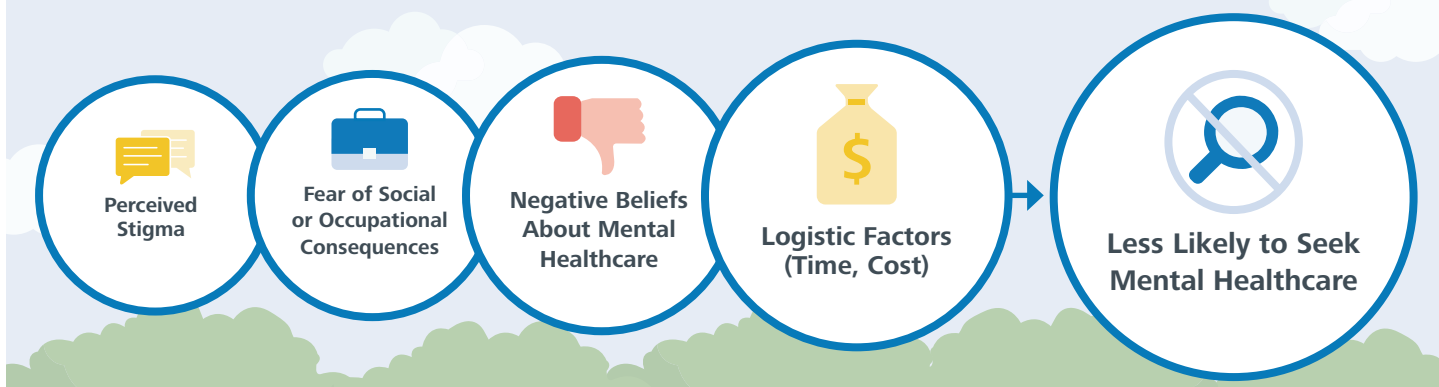 Perceived
Stigma
Fear of Social
or Occupational
Consequences
Negative Beliefs
About Mental
Healthcare
$
Logistic Factors
(Time, Cost)
Less Likely to Seek
Mental Healthcare